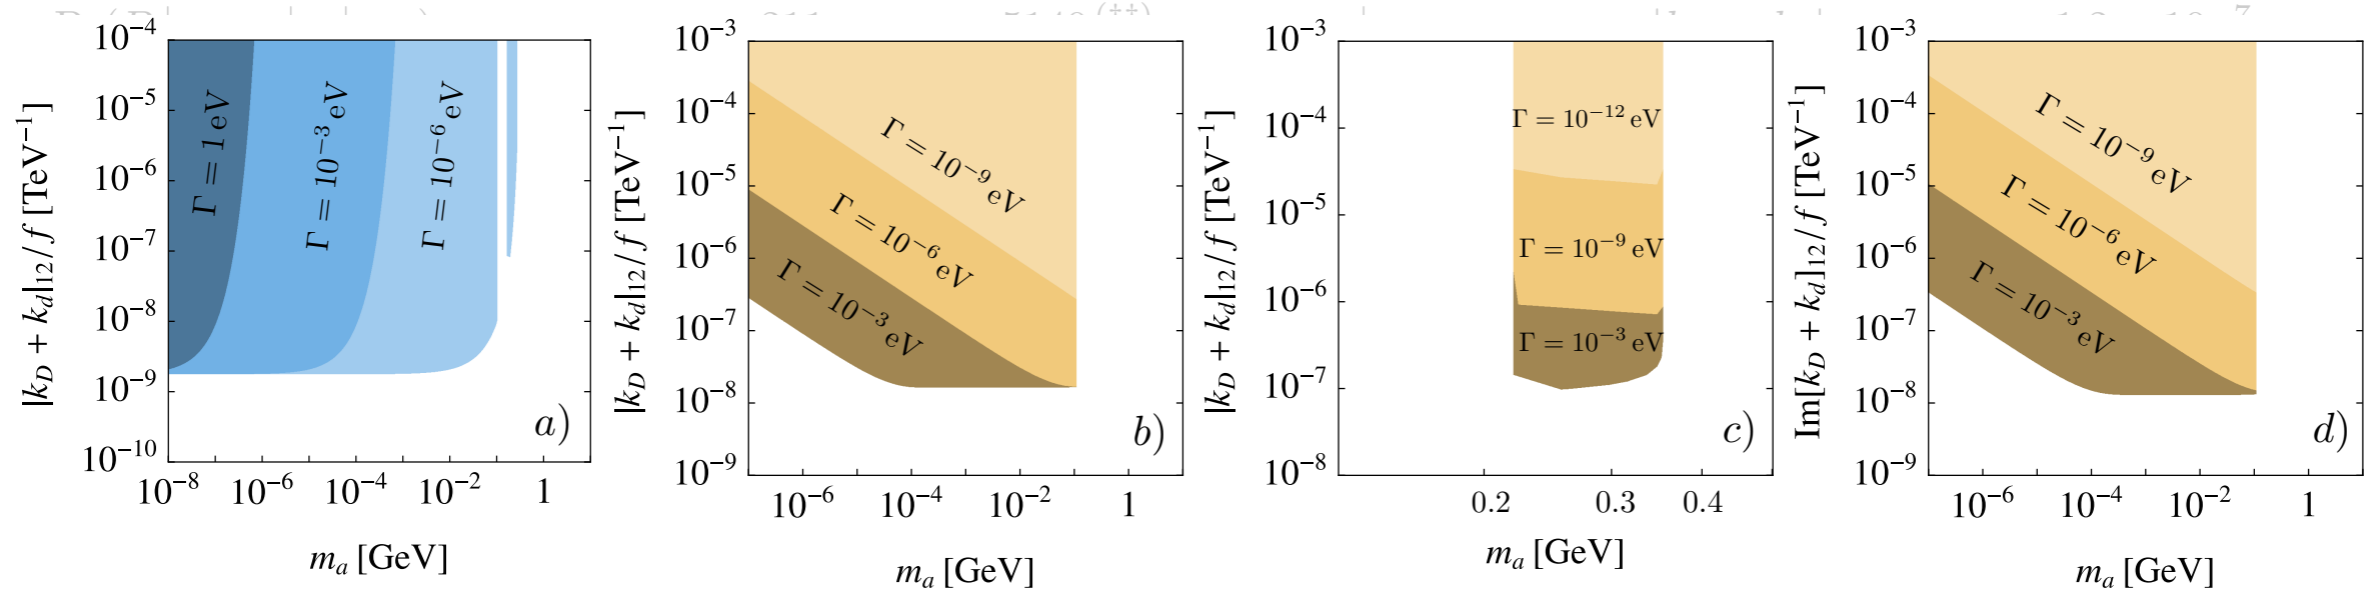 10⁻⁴
10⁻⁵
10⁻⁶
10⁻⁷
10⁻⁸
10⁻⁹
10⁻¹⁰
|k_D + k_d|₁₂/f [TeV⁻¹]
Γ = 1 eV
Γ = 10⁻³ eV
Γ = 10⁻⁶ eV
a)
10⁻⁸ 10⁻⁶ 10⁻⁴ 10⁻² 1
m_a [GeV]
10⁻³
10⁻⁴
10⁻⁵
10⁻⁶
10⁻⁷
10⁻⁸
10⁻⁹
|k_D + k_d|₁₂/f [TeV⁻¹]
Γ = 10⁻⁹ eV
Γ = 10⁻⁶ eV
Γ = 10⁻³ eV
b)
10⁻⁶ 10⁻⁴ 10⁻² 1
m_a [GeV]
10⁻³
10⁻⁴
10⁻⁵
10⁻⁶
10⁻⁷
10⁻⁸
|k_D + k_d|₁₂/f [TeV⁻¹]
Γ = 10⁻¹² eV
Γ = 10⁻⁹ eV
Γ = 10⁻³ eV
c)
0.2 0.3 0.4
m_a [GeV]
10⁻³
10⁻⁴
10⁻⁵
10⁻⁶
10⁻⁷
10⁻⁸
10⁻⁹
Im[k_D + k_d]₁₂/f [TeV⁻¹]
Γ = 10⁻⁹ eV
Γ = 10⁻⁶ eV
Γ = 10⁻³ eV
d)
10⁻⁶ 10⁻⁴ 10⁻² 1
m_a [GeV]